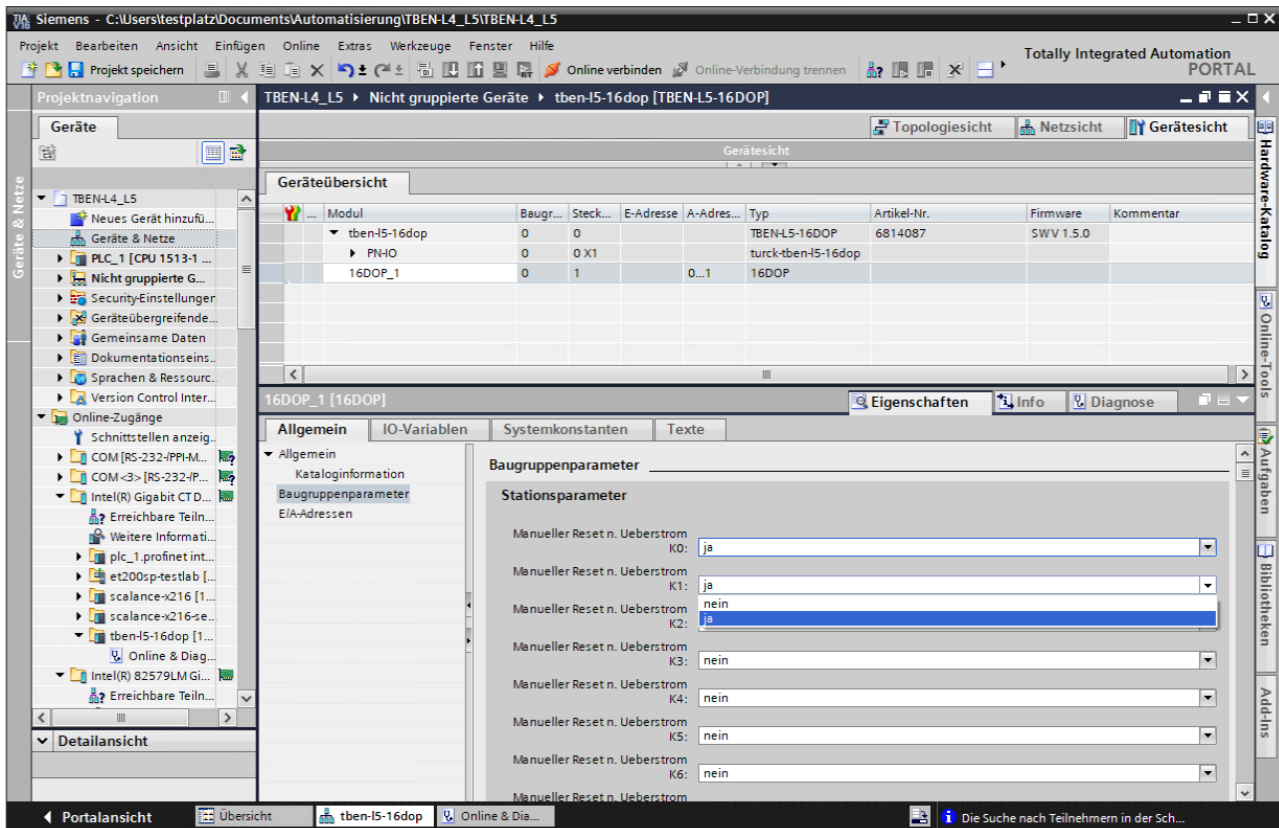 Siemens - C:\Users\testplatz\Documents\Automatisierung\TBEN-L4_L5\TBEN-L4_L5
Projekt Bearbeiten Ansicht Einfügen Online Extras Werkzeuge Fenster Hilfe
Totally Integrated Automation
PORTAL
Projekt speichern Online verbinden Online-Verbindung trennen
Projektnavigation
TBEN-L4_L5 Nicht gruppierte Geräte tben-l5-16dop [TBEN-L5-16DOP]
Geräte
Topologiesicht Netzsicht Gerätesicht
Gerätesicht
Geräte & Netze
Geräteübersicht
... Modul Baugr... Steck... E-Adresse A-Adres... Typ Artikel-Nr. Firmware Kommentar
tben-l5-16dop 0 0 TBEN-L5-16DOP 6814087 SW V 1.5.0
PN-IO 0 0 X1 turck-tben-l5-16dop
16DOP_1 0 1 0...1 16DOP
TBEN-L4_L5
Neues Gerät hinzufü...
Geräte & Netze
PLC_1 [CPU 1513-1 ...
Nicht gruppierte G...
Security-Einstellungen
Geräteübergreifende...
Gemeinsame Daten
Dokumentationseins...
Sprachen & Ressourc...
Version Control Inter...
Online-Zugänge
Schnittstellen anzeig...
COM [RS-232-/PPI-M...
COM <3> [RS-232-/P...
Intel(R) Gigabit CT D...
Erreichbare Teiln...
Weitere Informati...
plc_1.profinet int...
et200sp-testlab [...
scalance-x216 [1...
scalance-x216-se...
tben-l5-16dop [1...
Online & Diag...
Intel(R) 82579LM Gi...
Erreichbare Teiln...
Detailansicht
16DOP_1 [16DOP]
Eigenschaften Info Diagnose
Allgemein IO-Variablen Systemkonstanten Texte
Allgemein
Kataloginformation
Baugruppenparameter
E/A-Adressen
Baugruppenparameter
Stationsparameter
Manueller Reset n. Ueberstrom
K0: ja
Manueller Reset n. Ueberstrom
K1: ja
nein
ja
Manueller Reset n. Ueberstrom
K2:
Manueller Reset n. Ueberstrom
K3: nein
Manueller Reset n. Ueberstrom
K4: nein
Manueller Reset n. Ueberstrom
K5: nein
Manueller Reset n. Ueberstrom
K6: nein
Manueller Reset n. Ueberstrom
Hardware-Katalog
Online-Tools
Aufgaben
Bibliotheken
Add-Ins
Portalansicht Übersicht tben-l5-16dop Online & Dia... Die Suche nach Teilnehmern in der Sch...